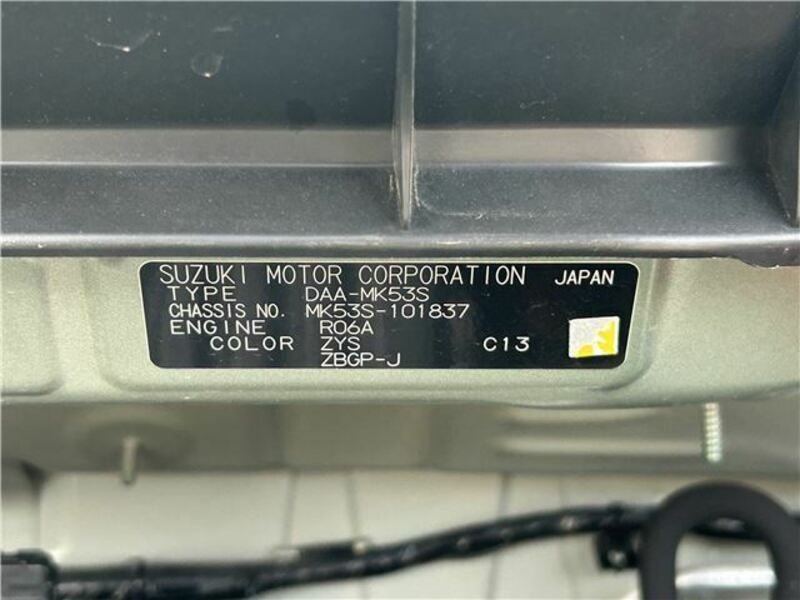 SUZUKI MOTOR CORPORATION JAPAN
TYPE DAA-MK53S
CHASSIS NO. MK53S-101837
ENGINE R06A
COLOR ZYS C13
ZBGP-J